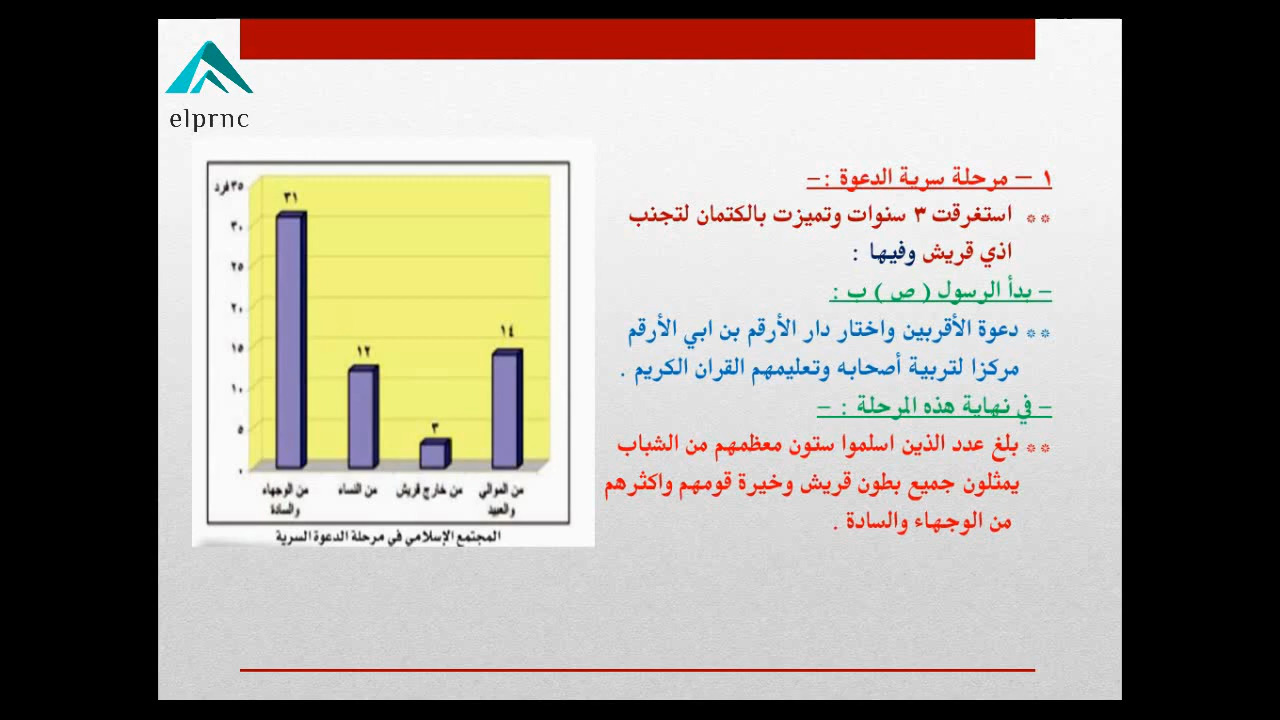 elprnc
١ – مرحلة سرية الدعوة :–
** استغرقت ٣ سنوات وتميزت بالكتمان لتجنب
اذي قريش وفيها :
– بدأ الرسول ( ص ) ب :
** دعوة الأقربين واختار دار الأرقم بن ابي الأرقم
مركزا لتربية أصحابه وتعليمهم القران الكريم .
– في نهاية هذه المرحلة : –
** بلغ عدد الذين اسلموا ستون معظمهم من الشباب
يمثلون جميع بطون قريش وخيرة قومهم واكثرهم
من الوجهاء والسادة .
٣٥ فرد
٣٠
٢٥
٢٠
١٥
١٠
٥
٠
٣١
١٢
٣
١٤
من الوجهاء
والسادة
من النساء
من خارج قريش
من الموالي
والعبيد
المجتمع الإسلامي في مرحلة الدعوة السرية